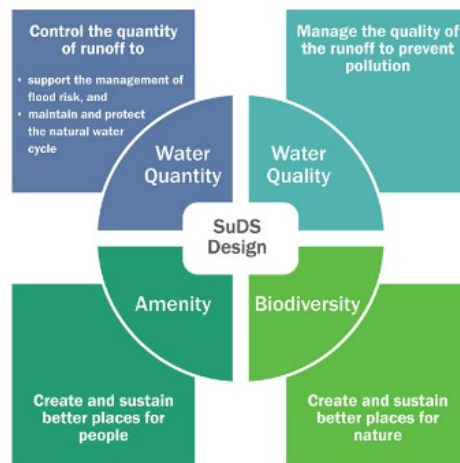 Control the quantity
of runoff to
• support the management of
flood risk, and
• maintain and protect
the natural water
cycle
Manage the quality of
the runoff to prevent
pollution
Water
Quantity
Water
Quality
SuDS
Design
Amenity
Biodiversity
Create and sustain
better places for
people
Create and sustain
better places for
nature